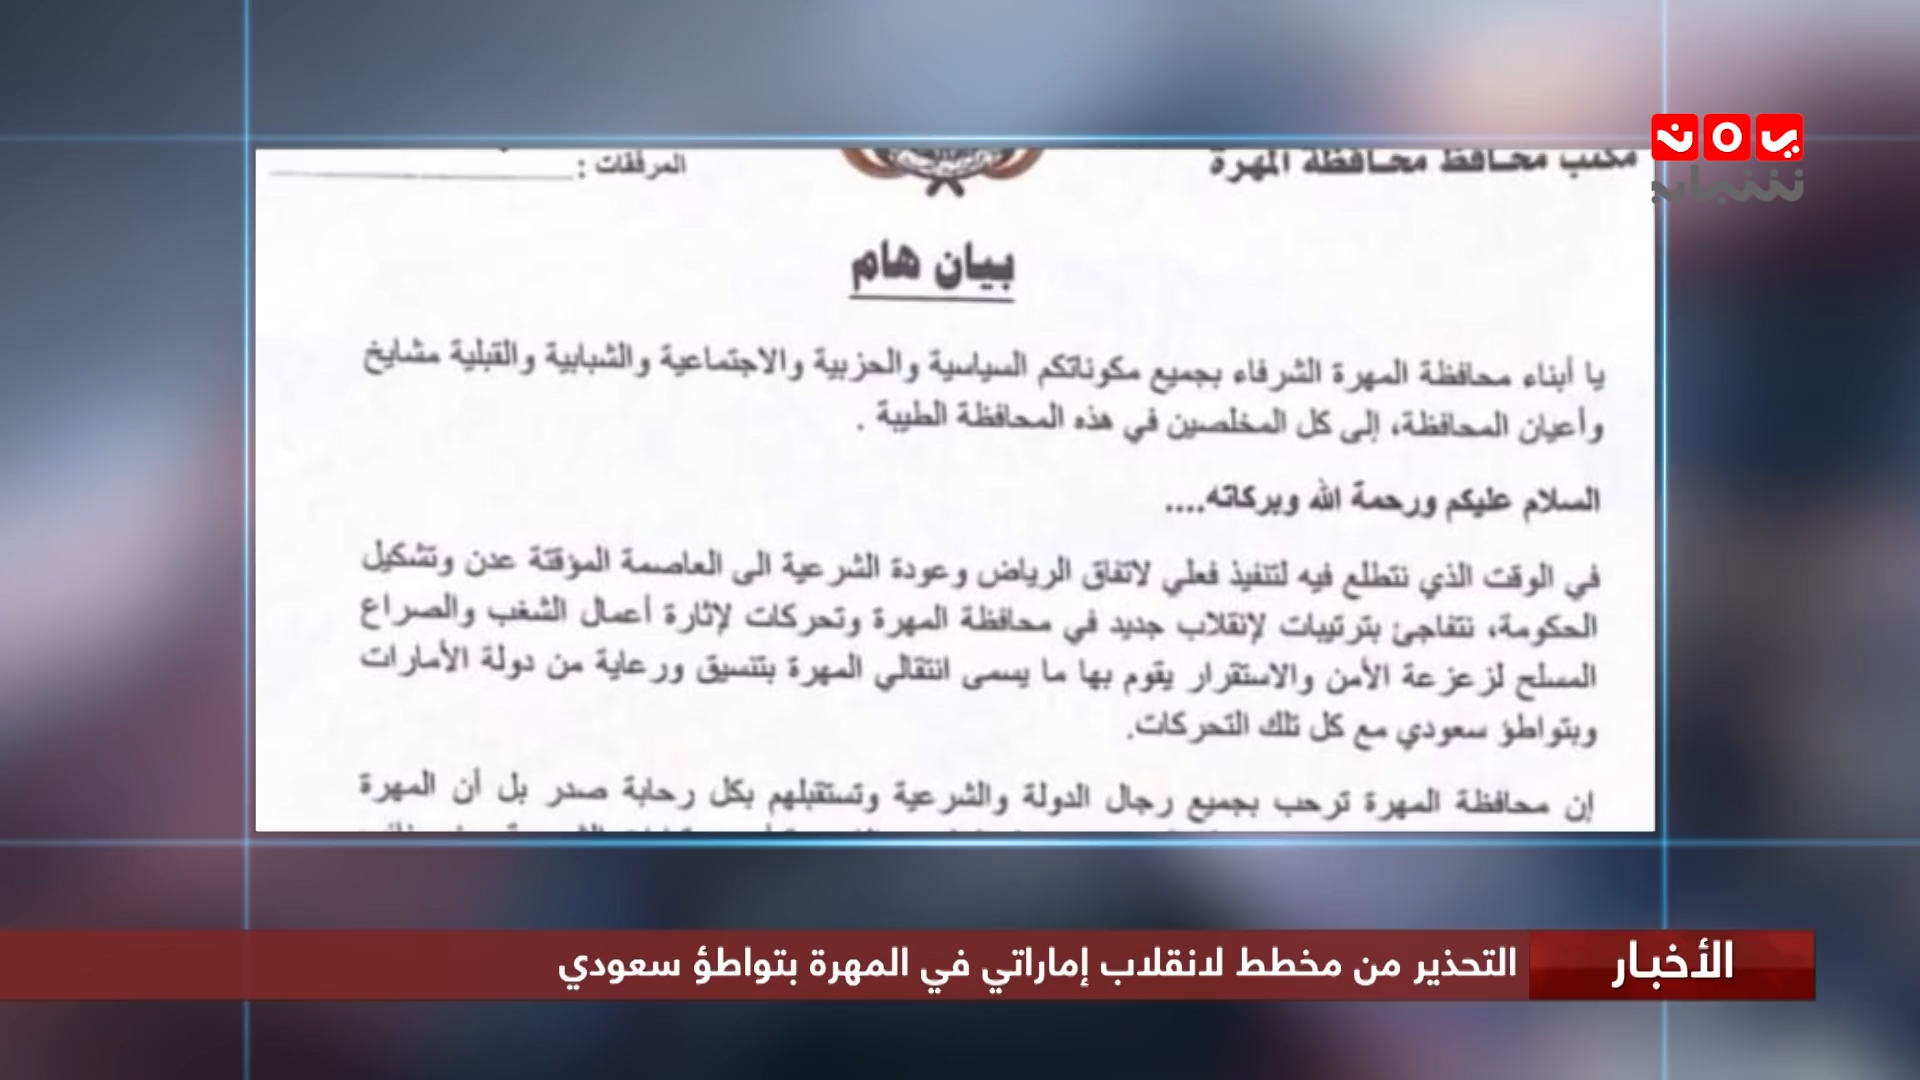 يمن
شباب
مكتب محافظ محافظة المهرة
المرفقات :
بيان هام
يا أبناء محافظة المهرة الشرفاء بجميع مكوناتكم السياسية والحزبية والاجتماعية والشبابية والقبلية مشايخ
وأعيان المحافظة، إلى كل المخلصين في هذه المحافظة الطيبة .
السلام عليكم ورحمة الله وبركاته....
في الوقت الذي نتطلع فيه لتنفيذ فعلي لاتفاق الرياض وعودة الشرعية الى العاصمة المؤقتة عدن وتشكيل
الحكومة، نتفاجئ بترتيبات لإنقلاب جديد في محافظة المهرة وتحركات لإثارة أعمال الشغب والصراع
المسلح لزعزعة الأمن والاستقرار يقوم بها ما يسمى انتقالي المهرة بتنسيق ورعاية من دولة الأمارات
وبتواطؤ سعودي مع كل تلك التحركات.
إن محافظة المهرة ترحب بجميع رجال الدولة والشرعية وتستقبلهم بكل رحابة صدر بل أن المهرة
الأخبار
التحذير من مخطط لانقلاب إماراتي في المهرة بتواطؤ سعودي